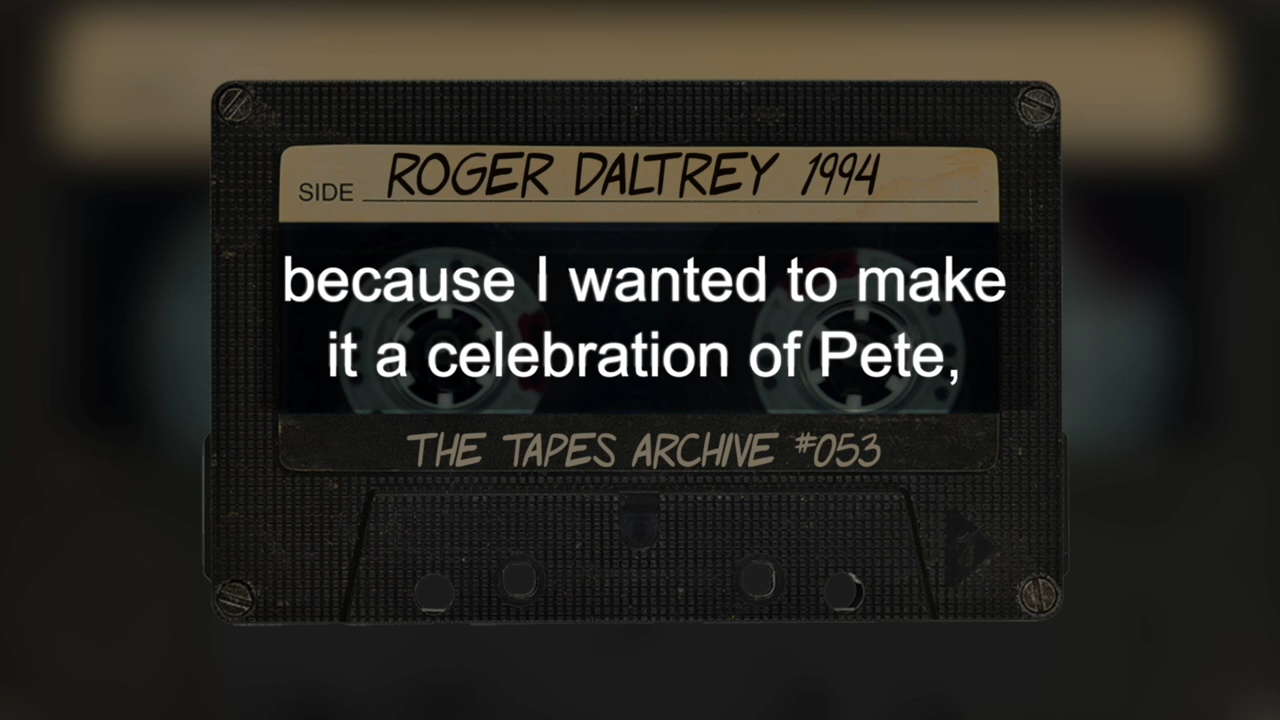 ROGER DALTREY 1994
SIDE
because I wanted to make
it a celebration of Pete,
THE TAPES ARCHIVE #053